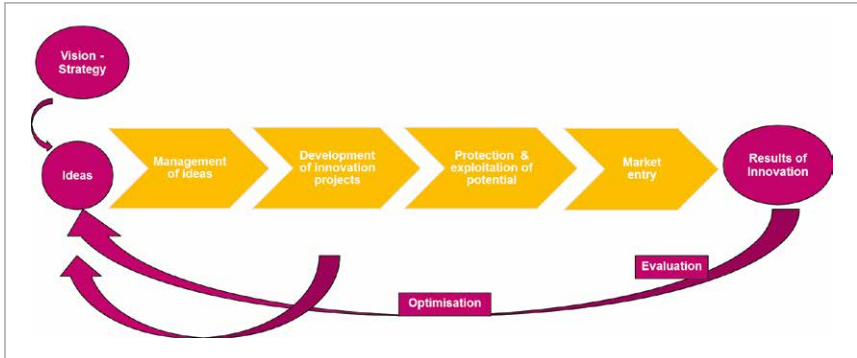 Vision -
Strategy
Ideas
Management
of ideas
Development
of innovation
projects
Protection &
exploitation of
potential
Market
entry
Results of
Innovation
Evaluation
Optimisation